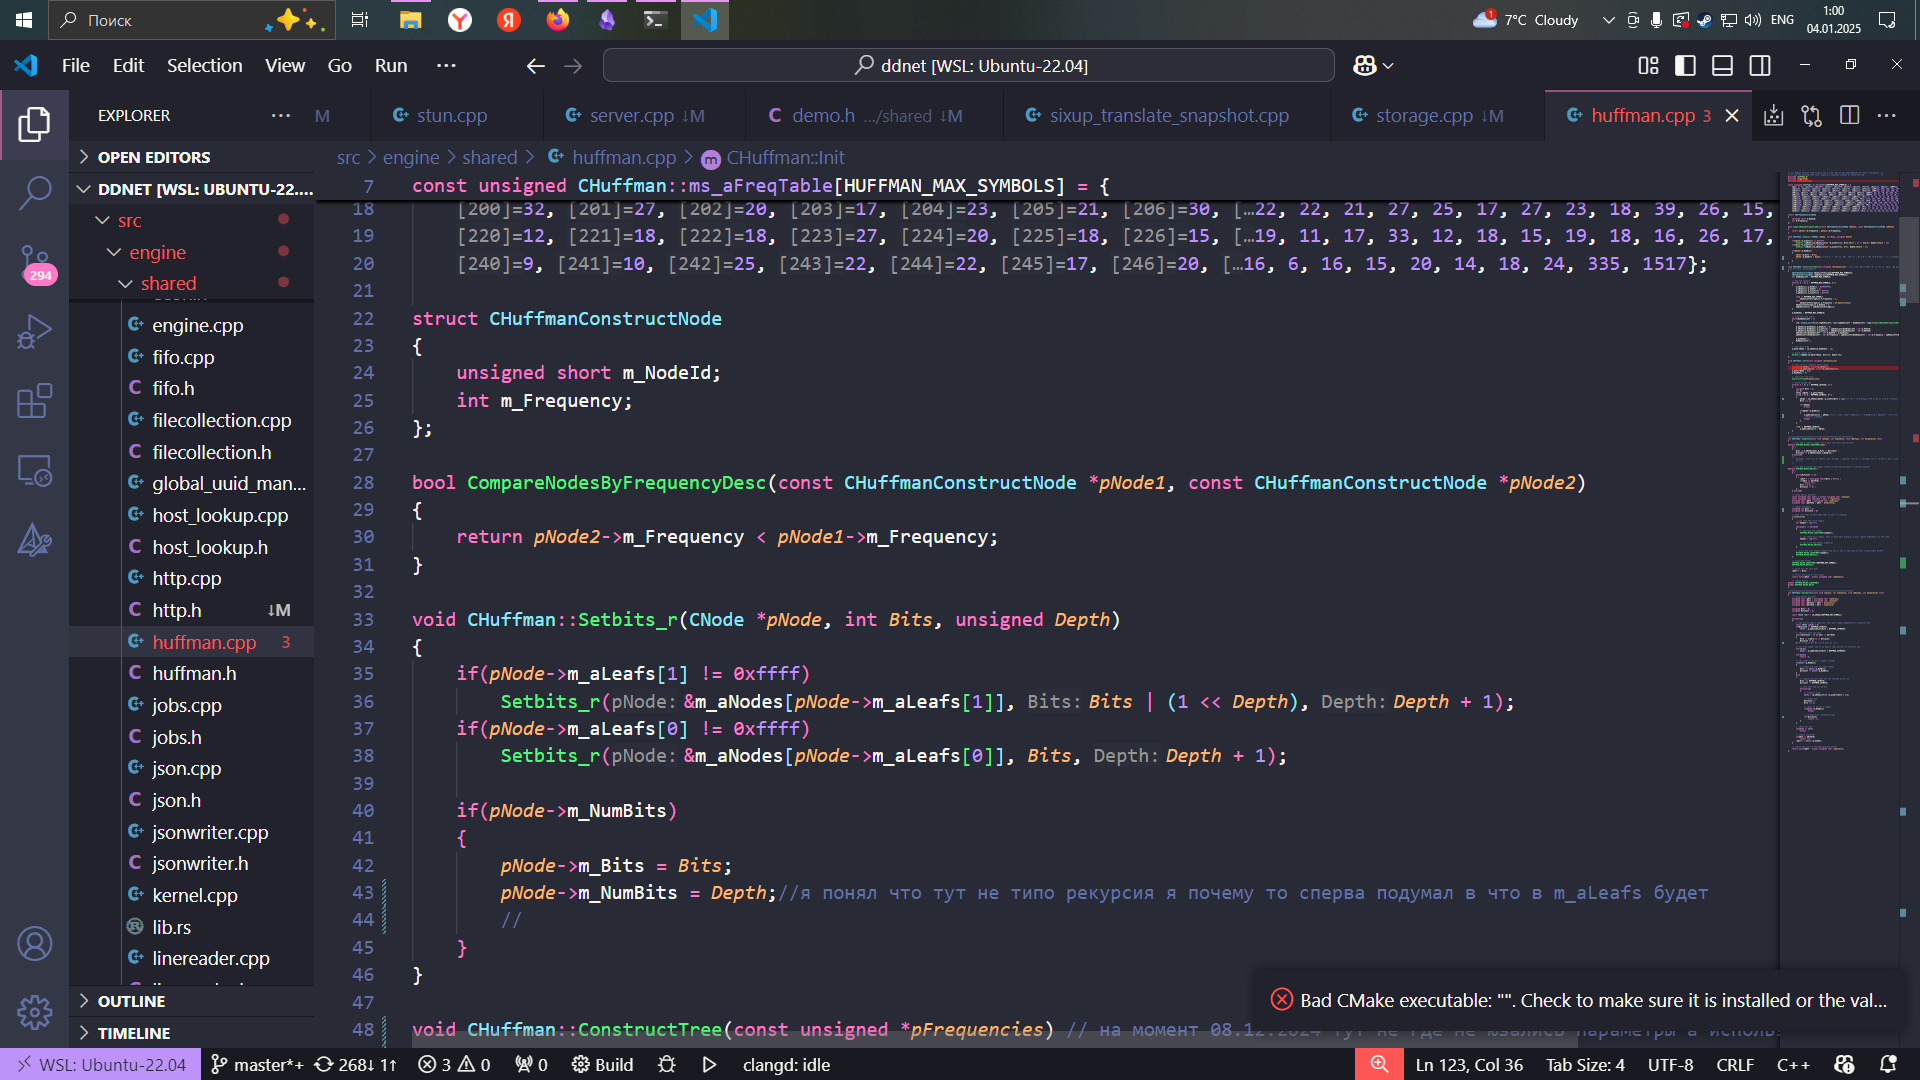 Поиск
7°C Cloudy
ENG
1:00
04.01.2025
File Edit Selection View Go Run ···
ddnet [WSL: Ubuntu-22.04]
EXPLORER ···
M
stun.cpp
server.cpp ↓M
demo.h .../shared ↓M
sixup_translate_snapshot.cpp
storage.cpp ↓M
huffman.cpp 3
OPEN EDITORS
src > engine > shared > huffman.cpp > CHuffman::Init
DDNET [WSL: UBUNTU-22....
src
engine
shared
engine.cpp
fifo.cpp
fifo.h
filecollection.cpp
filecollection.h
global_uuid_man...
host_lookup.cpp
host_lookup.h
http.cpp
http.h ↓M
huffman.cpp 3
huffman.h
jobs.cpp
jobs.h
json.cpp
json.h
jsonwriter.cpp
jsonwriter.h
kernel.cpp
lib.rs
linereader.cpp
OUTLINE
TIMELINE
294
7 const unsigned CHuffman::ms_aFreqTable[HUFFMAN_MAX_SYMBOLS] = {
18 [200]=32, [201]=27, [202]=20, [203]=17, [204]=23, [205]=21, [206]=30, […22, 22, 21, 27, 25, 17, 27, 23, 18, 39, 26, 15,
19 [220]=12, [221]=18, [222]=18, [223]=27, [224]=20, [225]=18, [226]=15, […19, 11, 17, 33, 12, 18, 15, 19, 18, 16, 26, 17,
20 [240]=9, [241]=10, [242]=25, [243]=22, [244]=22, [245]=17, [246]=20, […16, 6, 16, 15, 20, 14, 18, 24, 335, 1517};
21
22 struct CHuffmanConstructNode
23 {
24 unsigned short m_NodeId;
25 int m_Frequency;
26 };
27
28 bool CompareNodesByFrequencyDesc(const CHuffmanConstructNode *pNode1, const CHuffmanConstructNode *pNode2)
29 {
30 return pNode2->m_Frequency < pNode1->m_Frequency;
31 }
32
33 void CHuffman::Setbits_r(CNode *pNode, int Bits, unsigned Depth)
34 {
35 if(pNode->m_aLeafs[1] != 0xffff)
36 Setbits_r(pNode: &m_aNodes[pNode->m_aLeafs[1]], Bits: Bits | (1 << Depth), Depth: Depth + 1);
37 if(pNode->m_aLeafs[0] != 0xffff)
38 Setbits_r(pNode: &m_aNodes[pNode->m_aLeafs[0]], Bits, Depth: Depth + 1);
39
40 if(pNode->m_NumBits)
41 {
42 pNode->m_Bits = Bits;
43 pNode->m_NumBits = Depth;//я понял что тут не типо рекурсия я почему то сперва подумал в что в m_aLeafs будет
44 //
45 }
46 }
47
48 void CHuffman::ConstructTree(const unsigned *pFrequencies) // на момент 08.12.2024 тут не где не юзались параметры а исполь
Bad CMake executable: "". Check to make sure it is installed or the val...
WSL: Ubuntu-22.04
master*+
268↓ 1↑
3 0
0
Build
clangd: idle
Ln 123, Col 36
Tab Size: 4
UTF-8
CRLF
C++